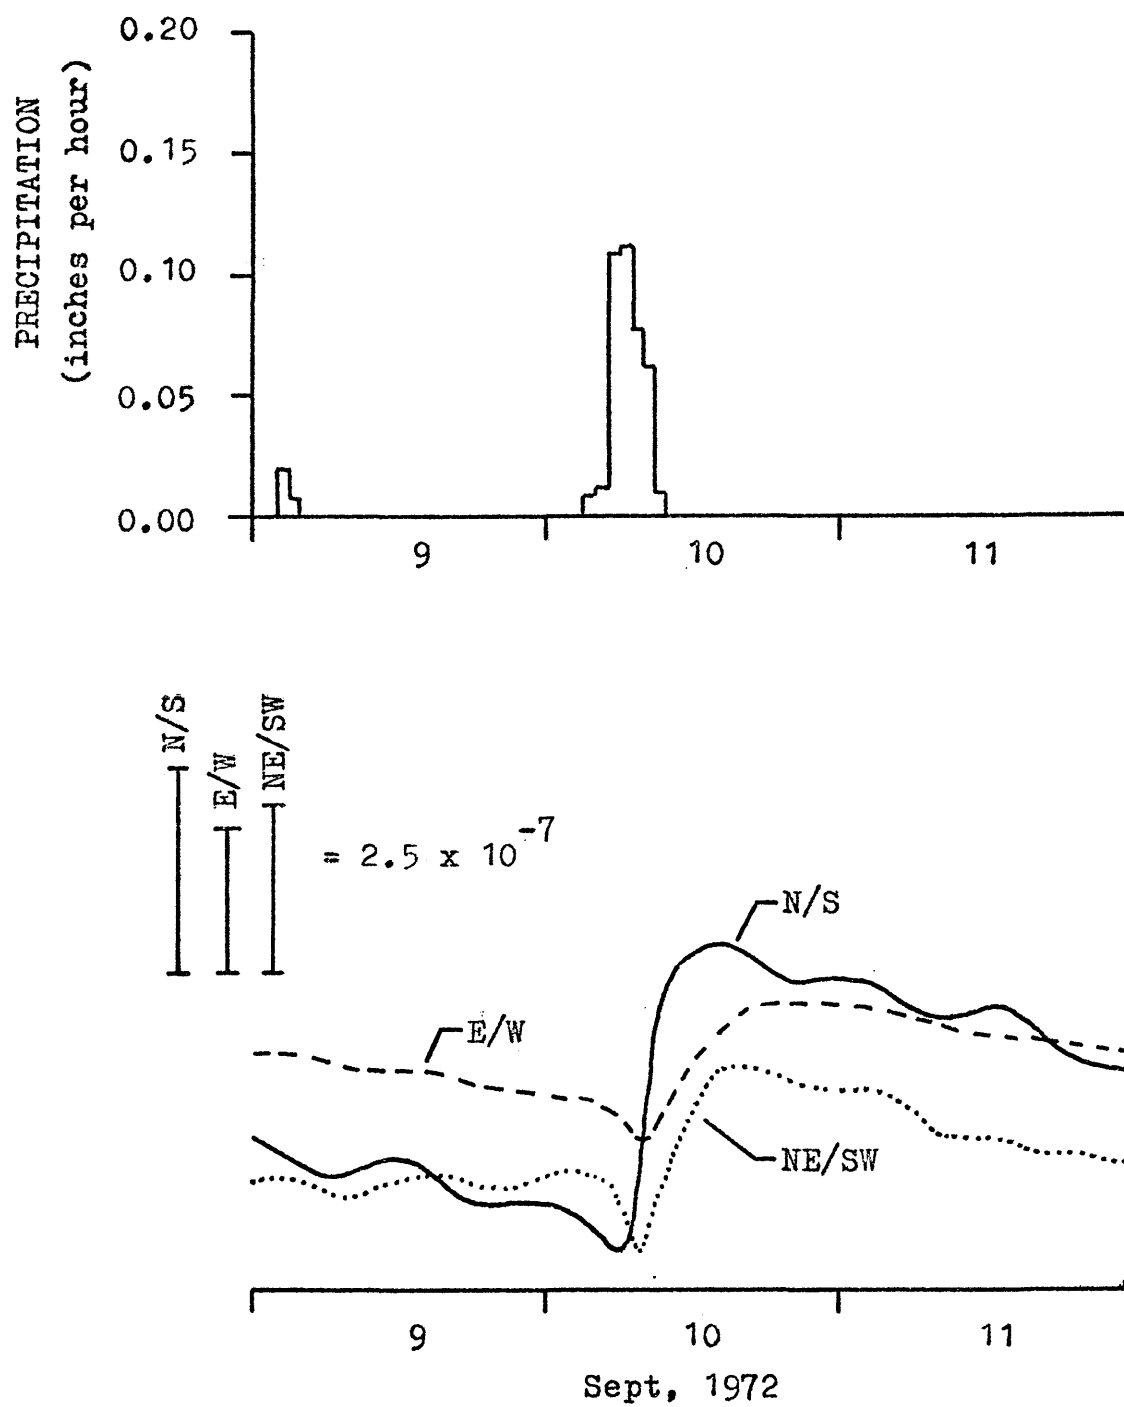 PRECIPITATION
(inches per hour)
0.20
0.15
0.10
0.05
0.00
9 10 11
N/S
E/W
NE/SW
= 2.5 x 10-7
N/S
E/W
NE/SW
9 10 11
Sept, 1972